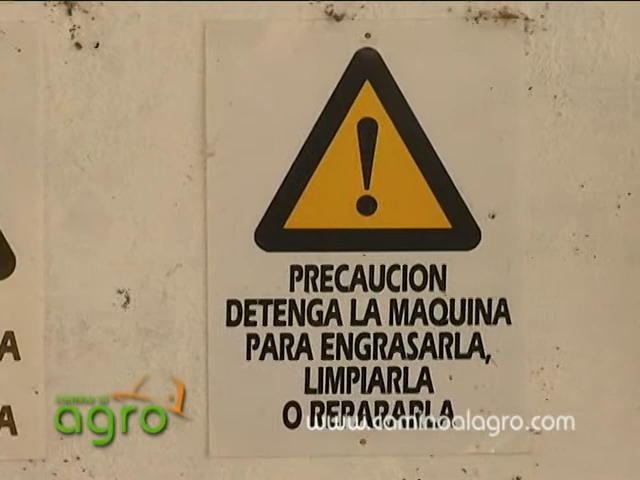 PRECAUCION
DETENGA LA MAQUINA
PARA ENGRASARLA,
LIMPIARLA
O REPARARLA
www.caminoalagro.com
agro
A
A